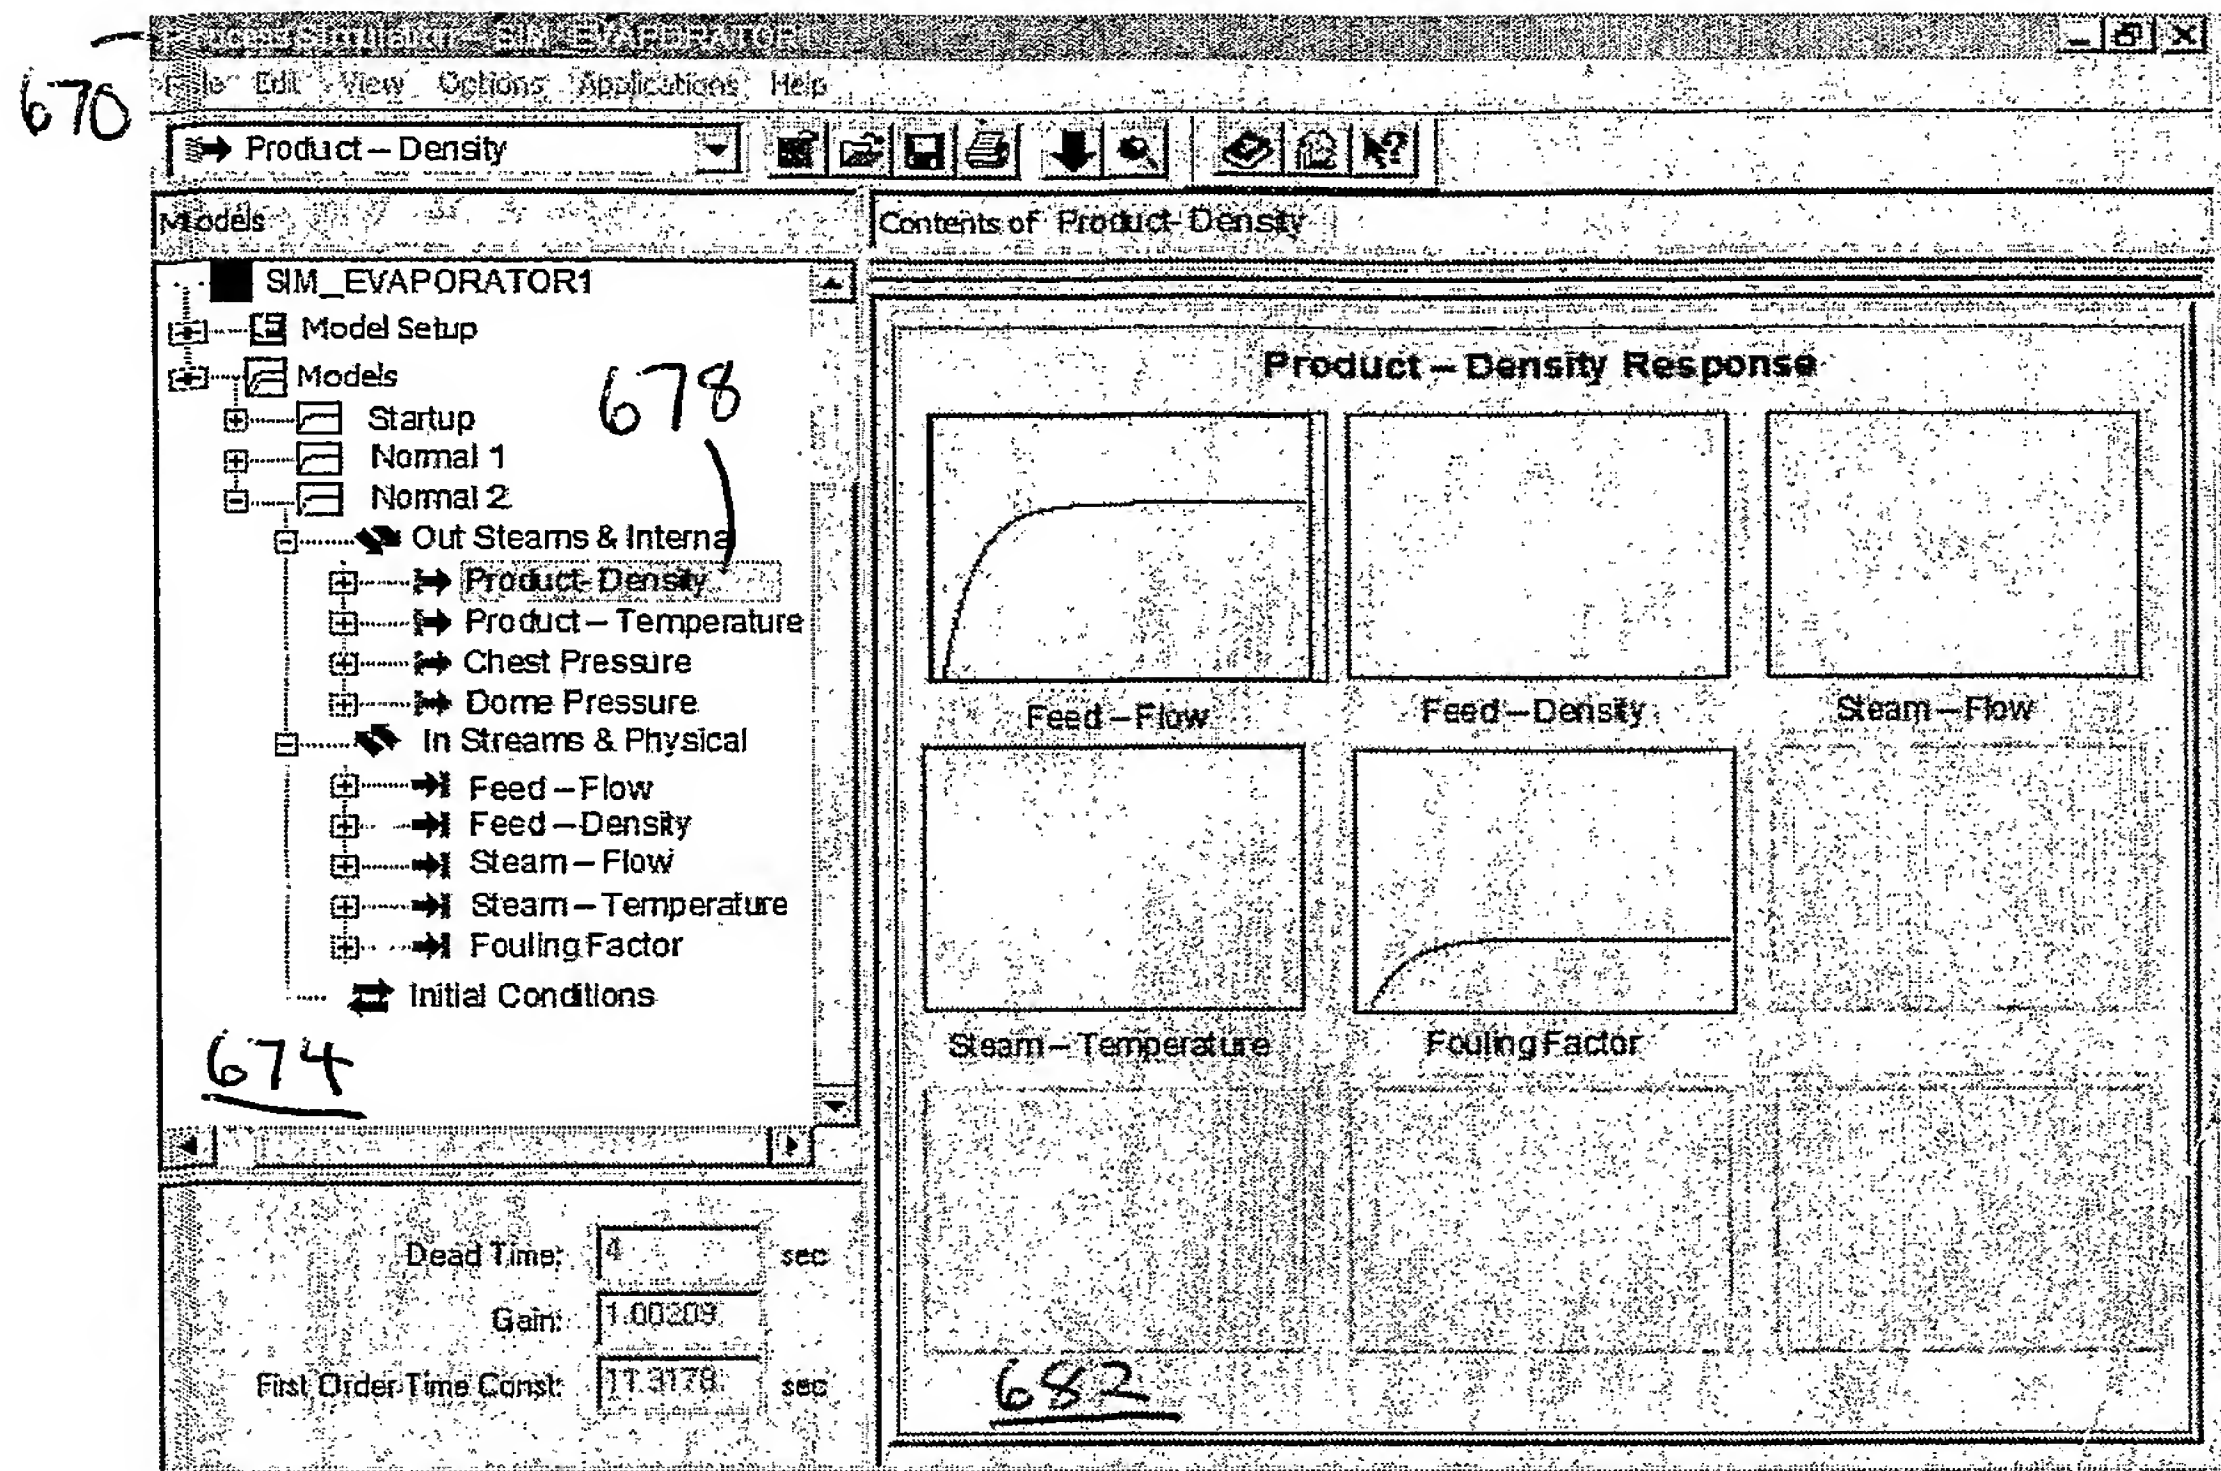 Process Simulator – SIM_EVAPORATOR1
670
File Edit View Options Applications Help
Product – Density
Models
Contents of Product-Density
SIM_EVAPORATOR1
Model Setup
Models
Startup
Normal 1
Normal 2
678
Out Steams & Internal
Product-Density
Product – Temperature
Chest Pressure
Dome Pressure
In Streams & Physical
Feed – Flow
Feed – Density
Steam – Flow
Steam – Temperature
Fouling Factor
Initial Conditions
674
Dead Time: 4 sec
Gain: 1.00209
First Order Time Const: 11.3178 sec
Product – Density Response
Feed – Flow
Feed – Density
Steam – Flow
Steam – Temperature
Fouling Factor
682